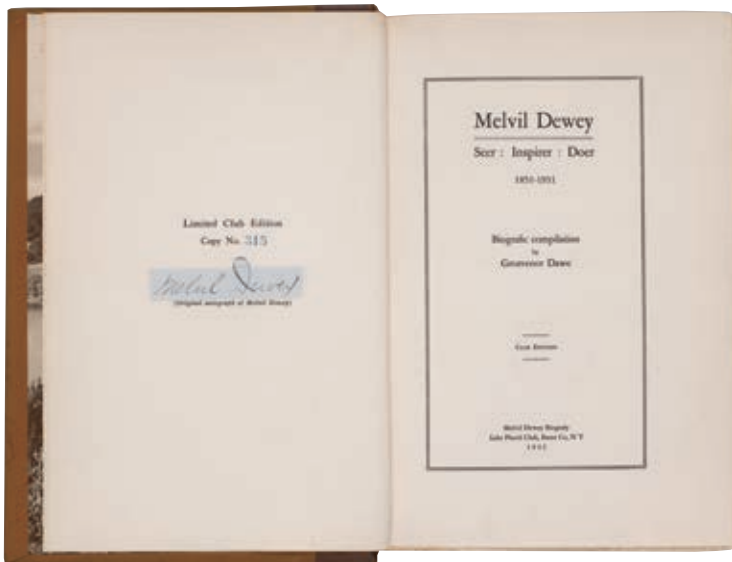 Limited Club Edition
Copy No. 315
Melvil Dewey
(Original autograph of Melvil Dewey)
Melvil Dewey
Seer : Inspirer : Doer
1851-1931
Biografic compilation
by
Grosvenor Dawe
Club Edition
Melvil Dewey Biografy
Lake Placid Club, Essex Co, N Y
1932